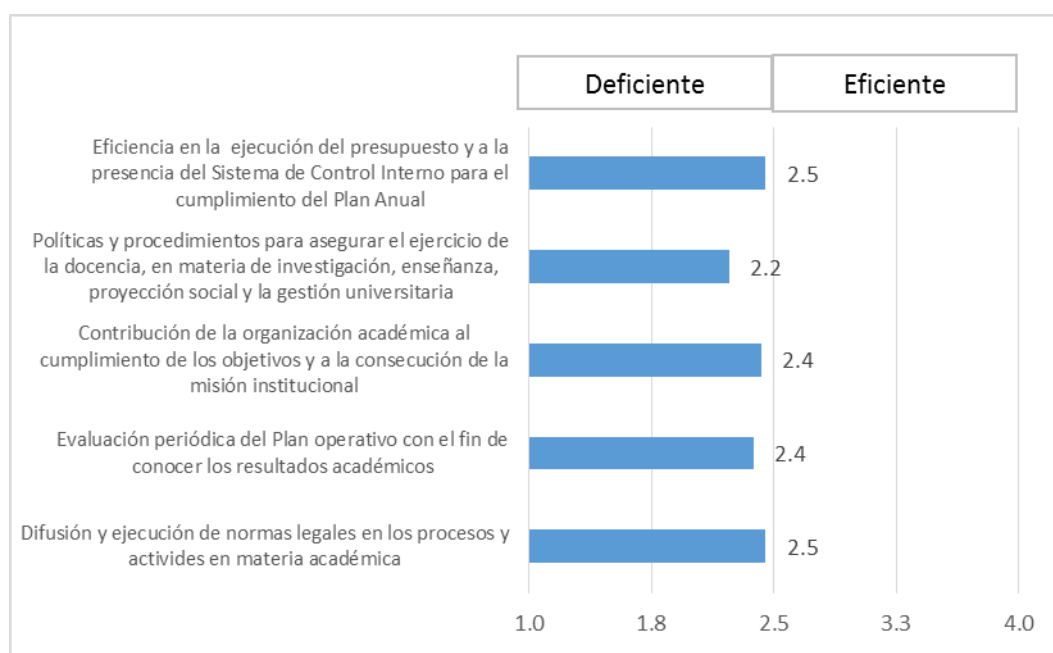 Deficiente Eficiente
Eficiencia en la ejecución del presupuesto y a la
presencia del Sistema de Control Interno para el
cumplimiento del Plan Anual
2.5
Políticas y procedimientos para asegurar el ejercicio de
la docencia, en materia de investigación, enseñanza,
proyección social y la gestión universitaria
2.2
Contribución de la organización académica al
cumplimiento de los objetivos y a la consecución de la
misión institucional
2.4
Evaluación periódica del Plan operativo con el fin de
conocer los resultados académicos
2.4
Difusión y ejecución de normas legales en los procesos y
activides en materia académica
2.5
1.0 1.8 2.5 3.3 4.0